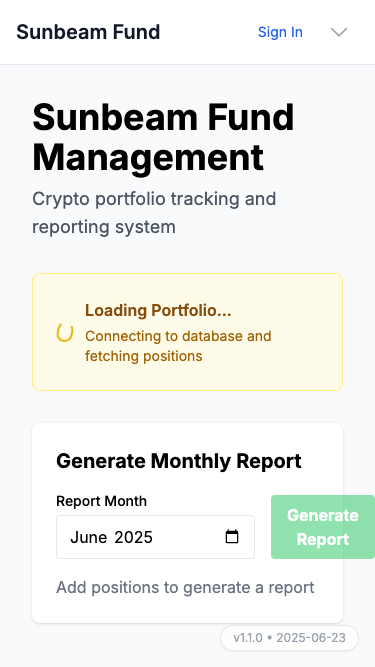 Sunbeam Fund
Sign In
Sunbeam Fund
Management
Crypto portfolio tracking and
reporting system
Loading Portfolio...
Connecting to database and
fetching positions
Generate Monthly Report
Report Month
June 2025
Generate
Report
Add positions to generate a report
v1.1.0 • 2025-06-23